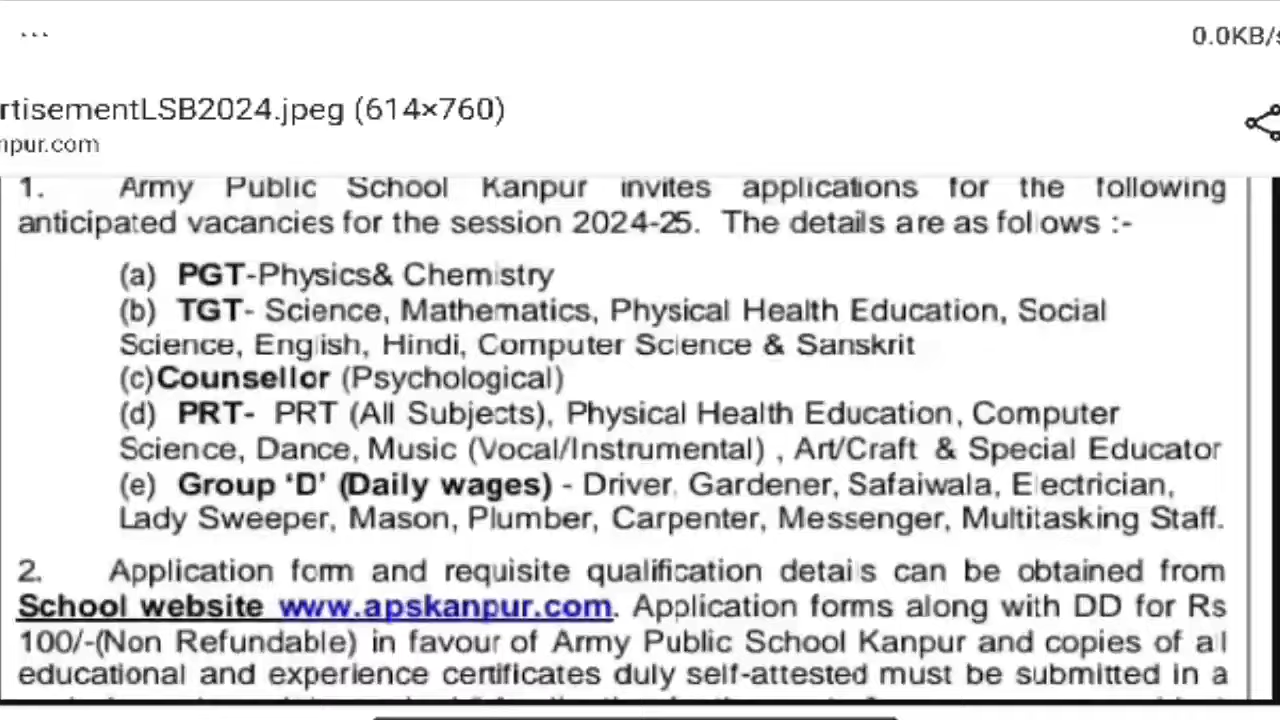 0.0KB/s
rtisementLSB2024.jpeg (614×760)
npur.com
1. Army Public School Kanpur invites applications for the following
anticipated vacancies for the session 2024-25. The details are as follows :-
(a) PGT-Physics& Chemistry
(b) TGT- Science, Mathematics, Physical Health Education, Social
Science, English, Hindi, Computer Science & Sanskrit
(c)Counsellor (Psychological)
(d) PRT- PRT (All Subjects), Physical Health Education, Computer
Science, Dance, Music (Vocal/Instrumental) , Art/Craft & Special Educator
(e) Group ‘D’ (Daily wages) - Driver, Gardener, Safaiwala, Electrician,
Lady Sweeper, Mason, Plumber, Carpenter, Messenger, Multitasking Staff.
2. Application form and requisite qualification details can be obtained from
School website www.apskanpur.com. Application forms along with DD for Rs
100/-(Non Refundable) in favour of Army Public School Kanpur and copies of all
educational and experience certificates duly self-attested must be submitted in a